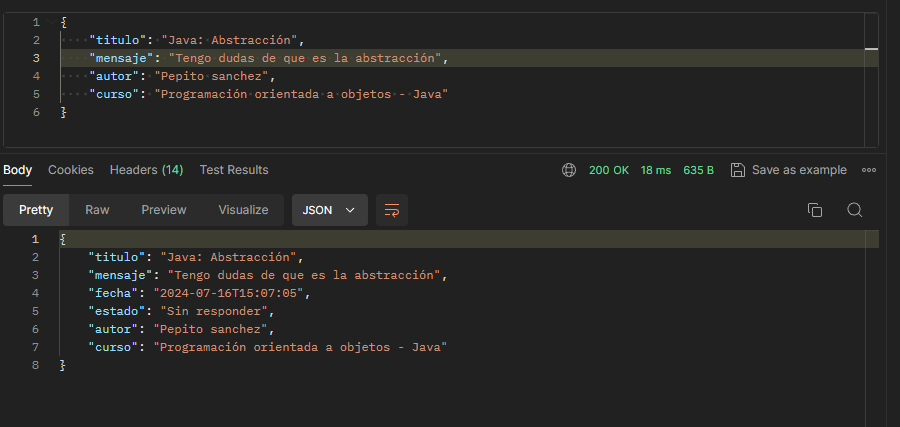 1 {
2 "titulo": "Java: Abstracción",
3 "mensaje": "Tengo dudas de que es la abstracción",
4 "autor": "Pepito sanchez",
5 "curso": "Programación orientada a objetos - Java"
6 }
Body Cookies Headers (14) Test Results 200 OK 18 ms 635 B Save as example
Pretty Raw Preview Visualize JSON
1 {
2 "titulo": "Java: Abstracción",
3 "mensaje": "Tengo dudas de que es la abstracción",
4 "fecha": "2024-07-16T15:07:05",
5 "estado": "Sin responder",
6 "autor": "Pepito sanchez",
7 "curso": "Programación orientada a objetos - Java"
8 }